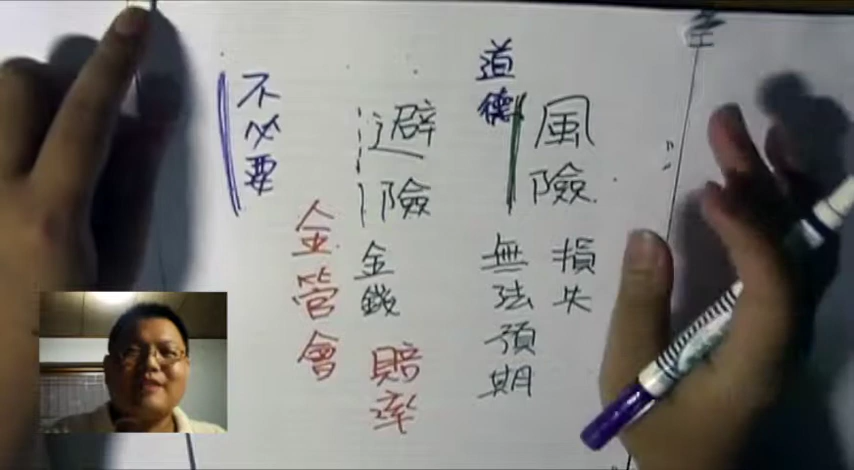 風險
損失
道德
無法預期
避險
金錢
賠率
金管會
不必要